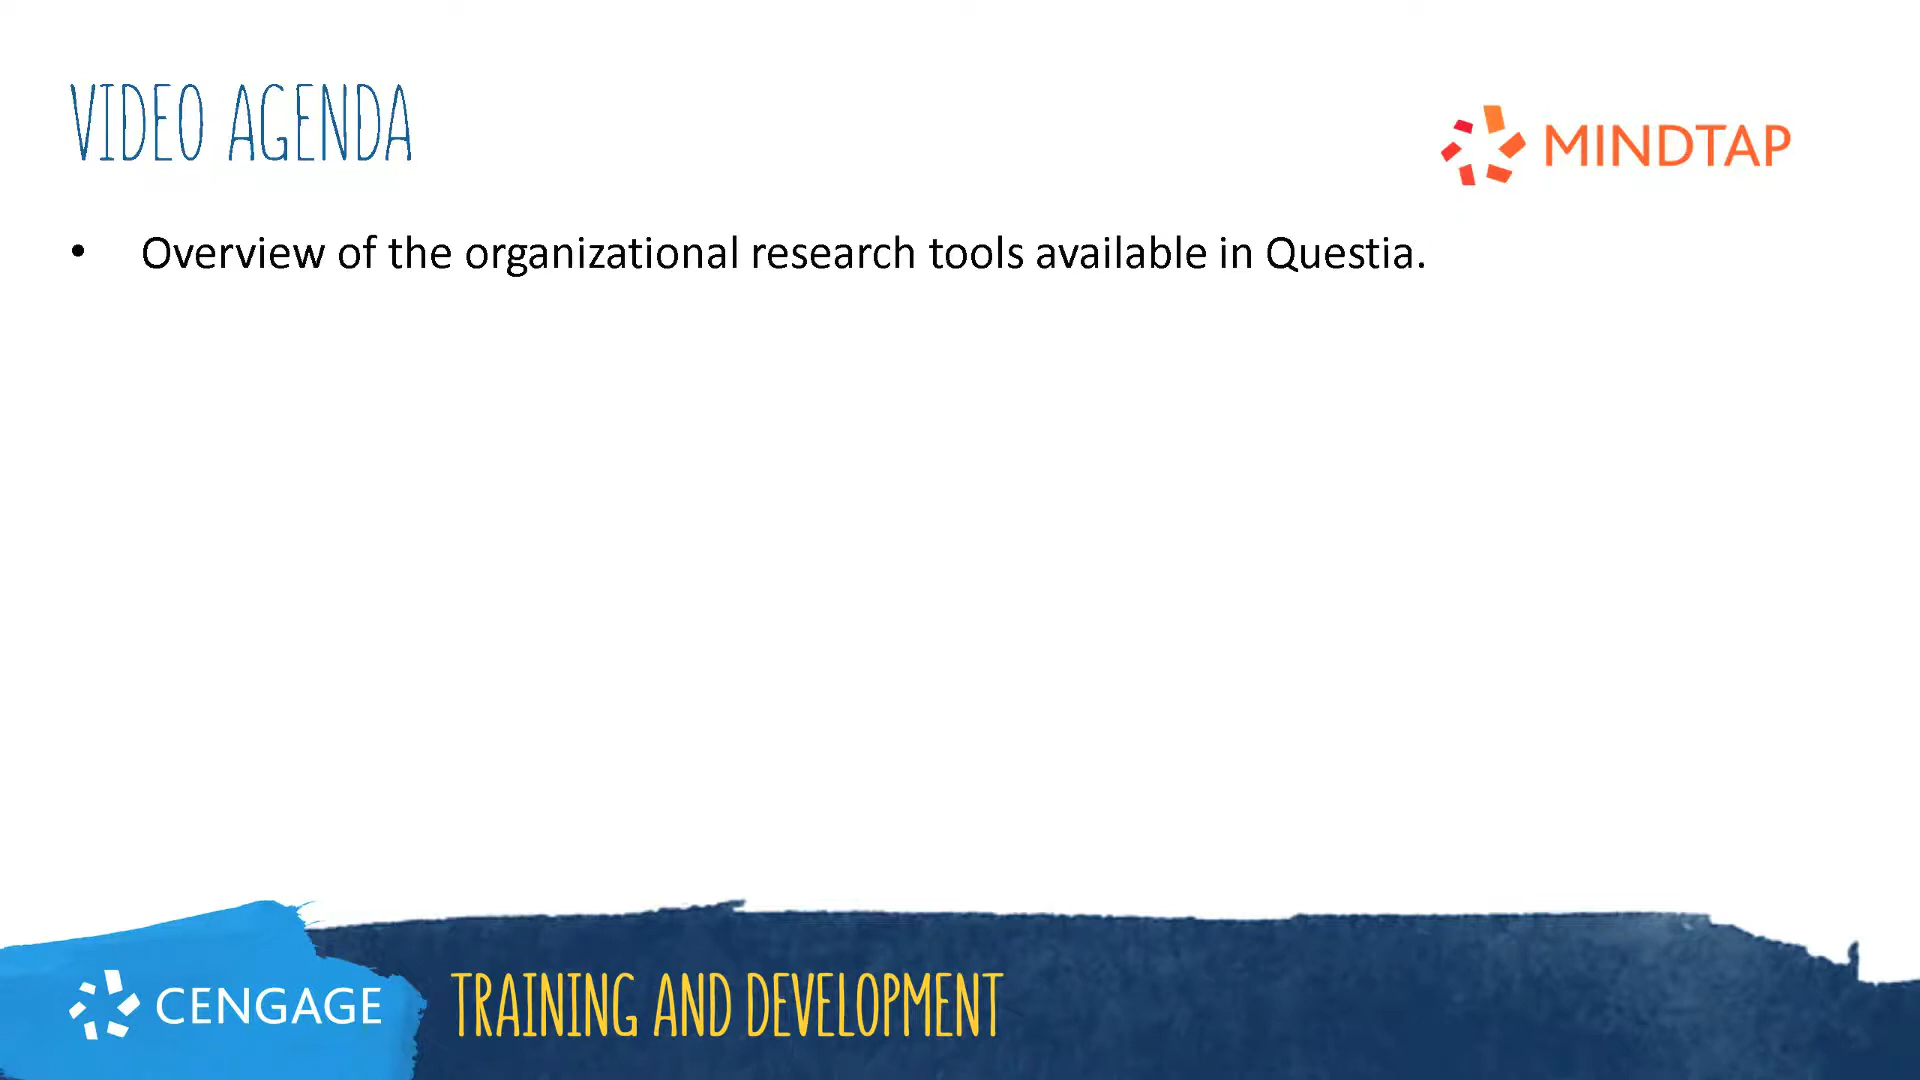 VIDEO AGENDA
MINDTAP
• Overview of the organizational research tools available in Questia.
CENGAGE
TRAINING AND DEVELOPMENT